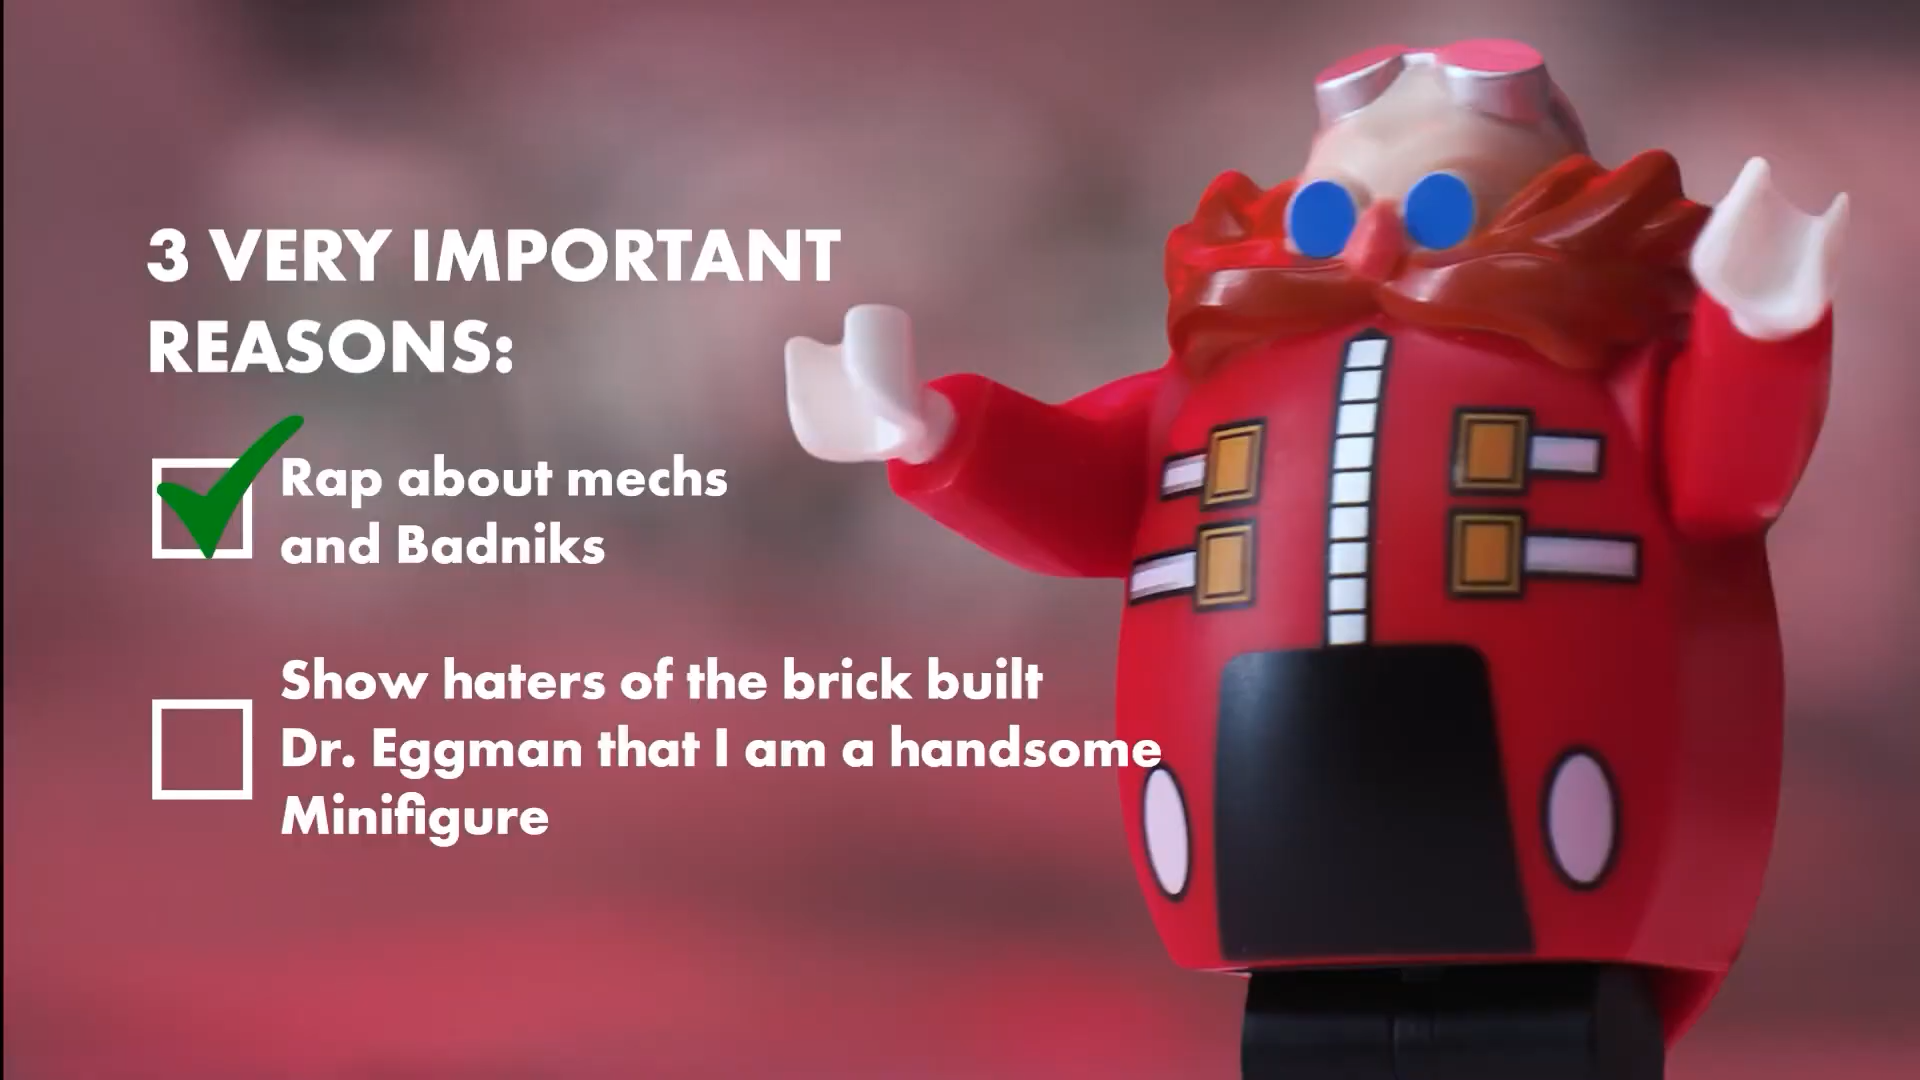 3 VERY IMPORTANT
REASONS:
Rap about mechs
and Badniks
Show haters of the brick built
Dr. Eggman that I am a handsome
Minifigure